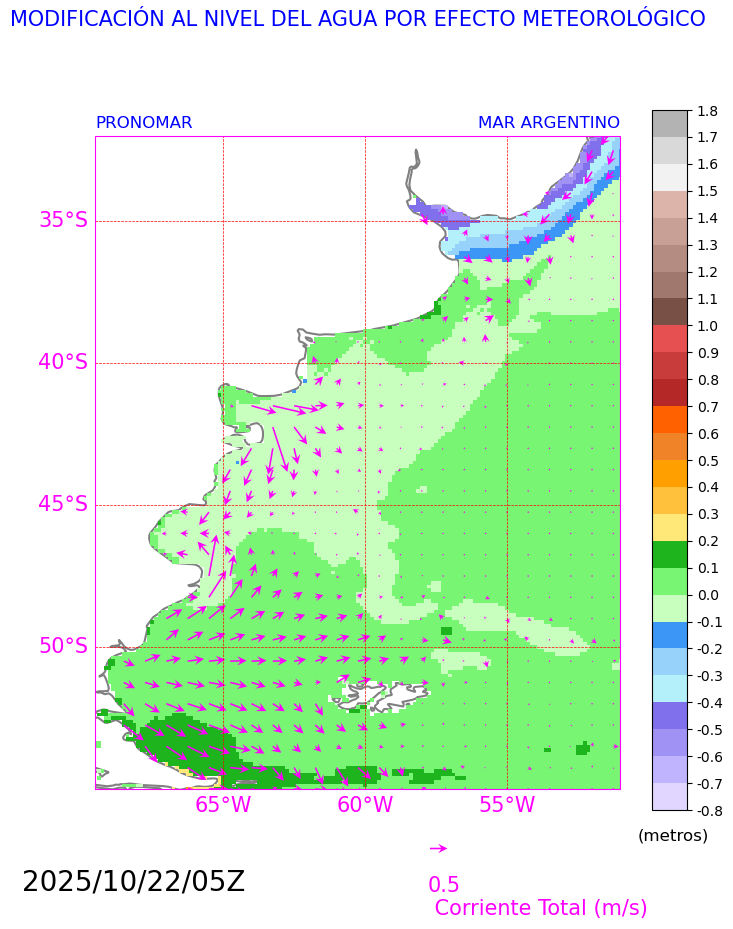 MODIFICACIÓN AL NIVEL DEL AGUA POR EFECTO METEOROLÓGICO
PRONOMAR MAR ARGENTINO
35°S
40°S
45°S
50°S
65°W 60°W 55°W
1.8
1.7
1.6
1.5
1.4
1.3
1.2
1.1
1.0
0.9
0.8
0.7
0.6
0.5
0.4
0.3
0.2
0.1
0.0
-0.1
-0.2
-0.3
-0.4
-0.5
-0.6
-0.7
-0.8
(metros)
2025/10/22/05Z
0.5
Corriente Total (m/s)